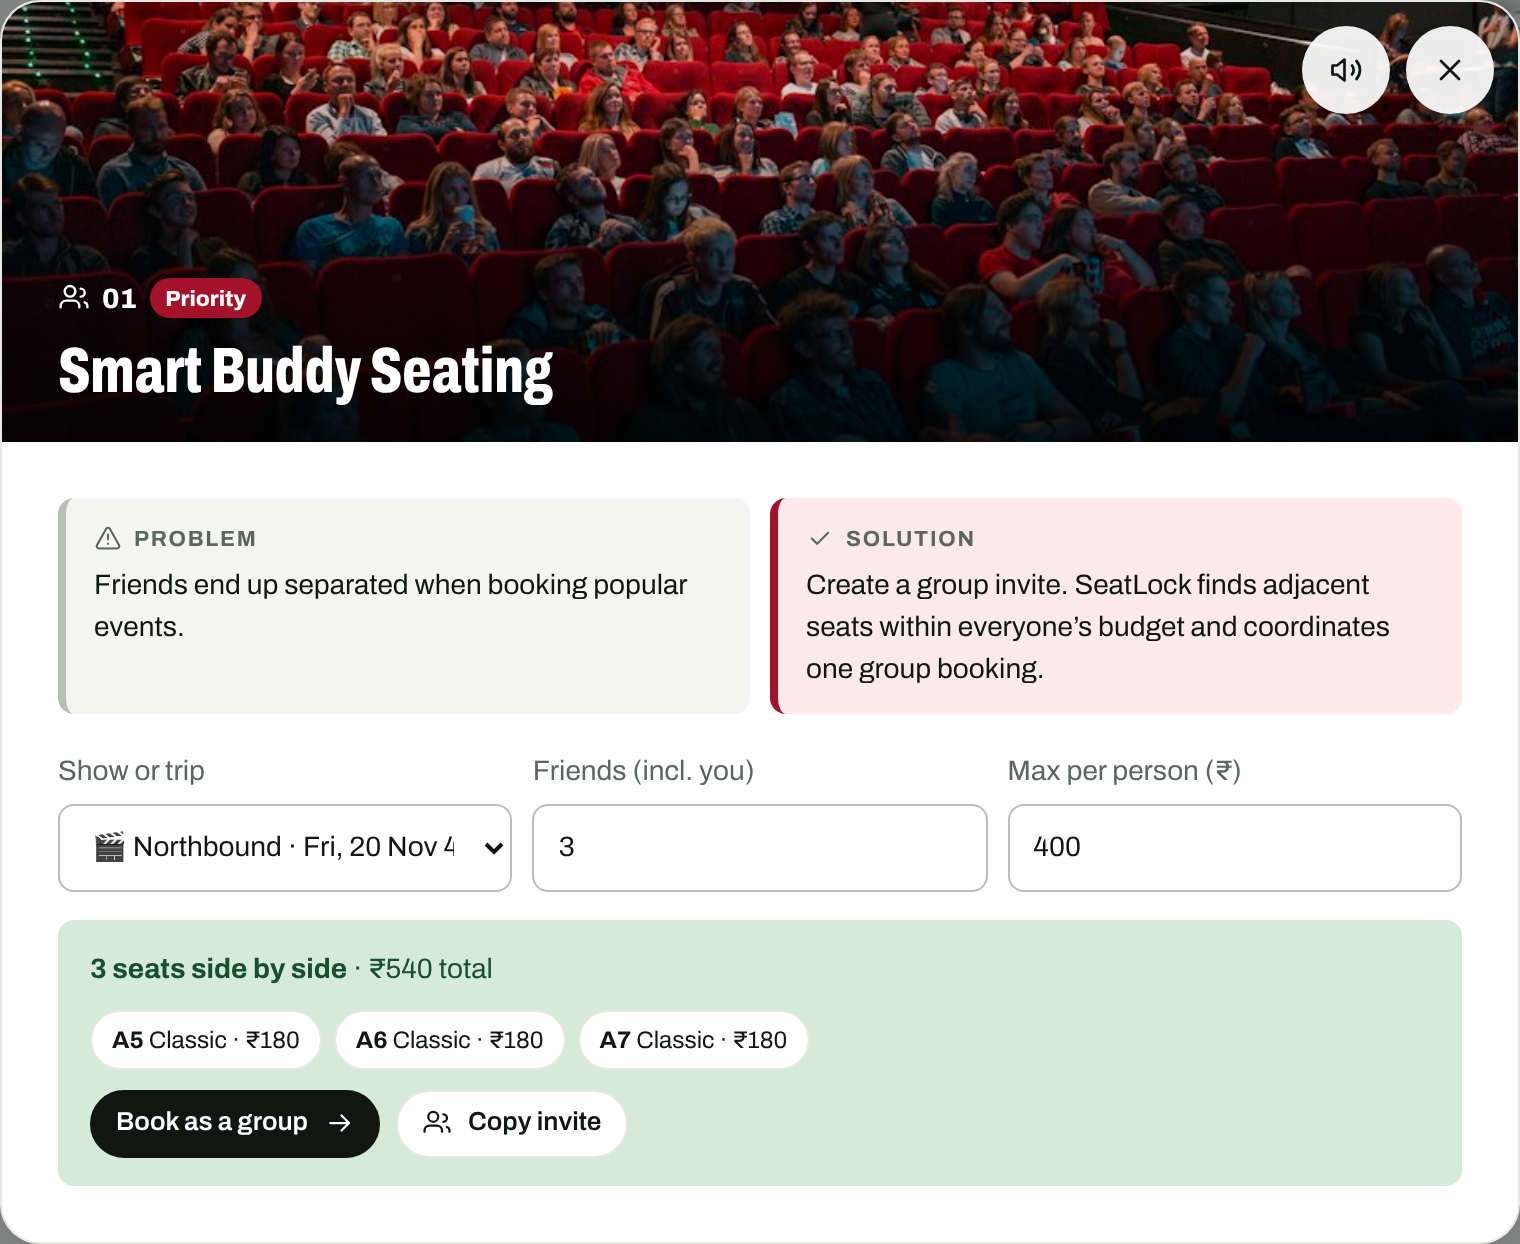 01 Priority
Smart Buddy Seating
PROBLEM
Friends end up separated when booking popular
events.
SOLUTION
Create a group invite. SeatLock finds adjacent
seats within everyone’s budget and coordinates
one group booking.
Show or trip
Friends (incl. you)
Max per person (₹)
Northbound · Fri, 20 Nov
3
400
3 seats side by side · ₹540 total
A5 Classic · ₹180
A6 Classic · ₹180
A7 Classic · ₹180
Book as a group →
Copy invite